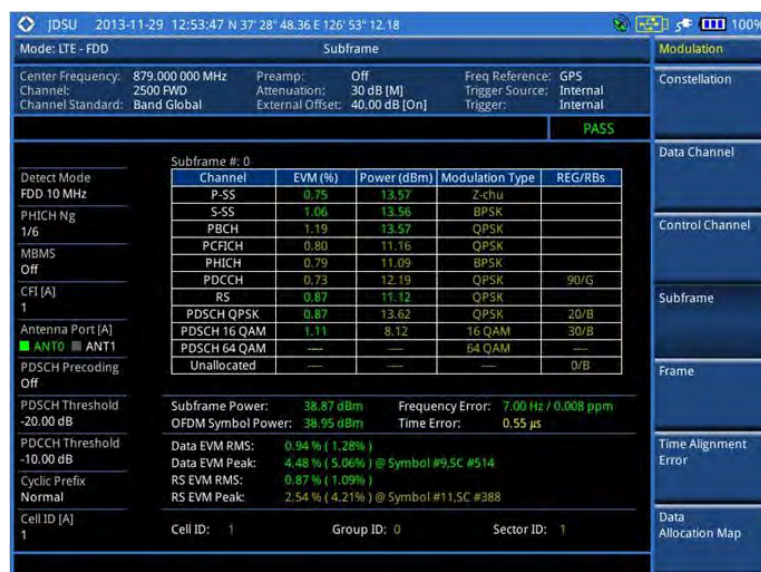 JDSU 2013-11-29 12:53:47 N 37' 28" 48.36 E 126' 53" 12.18 100%
Mode: LTE - FDD Subframe Modulation
Center Frequency: 879.000 000 MHz Preamp: Off Freq Reference: GPS
Channel: 2500 FWD Attenuation: 30 dB [M] Trigger Source: Internal
Channel Standard: Band Global External Offset: 40.00 dB [On] Trigger: Internal
PASS
Subframe #: 0
Channel EVM (%) Power (dBm) Modulation Type REG/RBs
P-SS 0.75 13.57 Z-chu
S-SS 1.06 13.56 BPSK
PBCH 1.19 13.57 QPSK
PCFICH 0.80 11.16 QPSK
PHICH 0.79 11.09 BPSK
PDCCH 0.73 12.19 QPSK 90/G
RS 0.87 11.12 QPSK
PDSCH QPSK 0.87 13.62 QPSK 20/B
PDSCH 16 QAM 1.11 8.12 16 QAM 30/B
PDSCH 64 QAM ---- ---- 64 QAM ----
Unallocated ---- ---- ---- 0/B
Subframe Power: 38.87 dBm Frequency Error: 7.00 Hz / 0.008 ppm
OFDM Symbol Power: 38.95 dBm Time Error: 0.55 µs
Data EVM RMS: 0.94 % ( 1.28% )
Data EVM Peak: 4.48 % ( 5.06% ) @ Symbol #9,SC #514
RS EVM RMS: 0.87 % ( 1.09% )
RS EVM Peak: 2.54 % ( 4.21% ) @ Symbol #11,SC #388
Cell ID: 1 Group ID: 0 Sector ID: 1
Detect Mode
FDD 10 MHz
PHICH Ng
1/6
MBMS
Off
CFI [A]
1
Antenna Port [A]
ANT0 ANT1
PDSCH Precoding
Off
PDSCH Threshold
-20.00 dB
PDCCH Threshold
-10.00 dB
Cyclic Prefix
Normal
Cell ID [A]
1
Constellation
Data Channel
Control Channel
Subframe
Frame
Time Alignment
Error
Data
Allocation Map